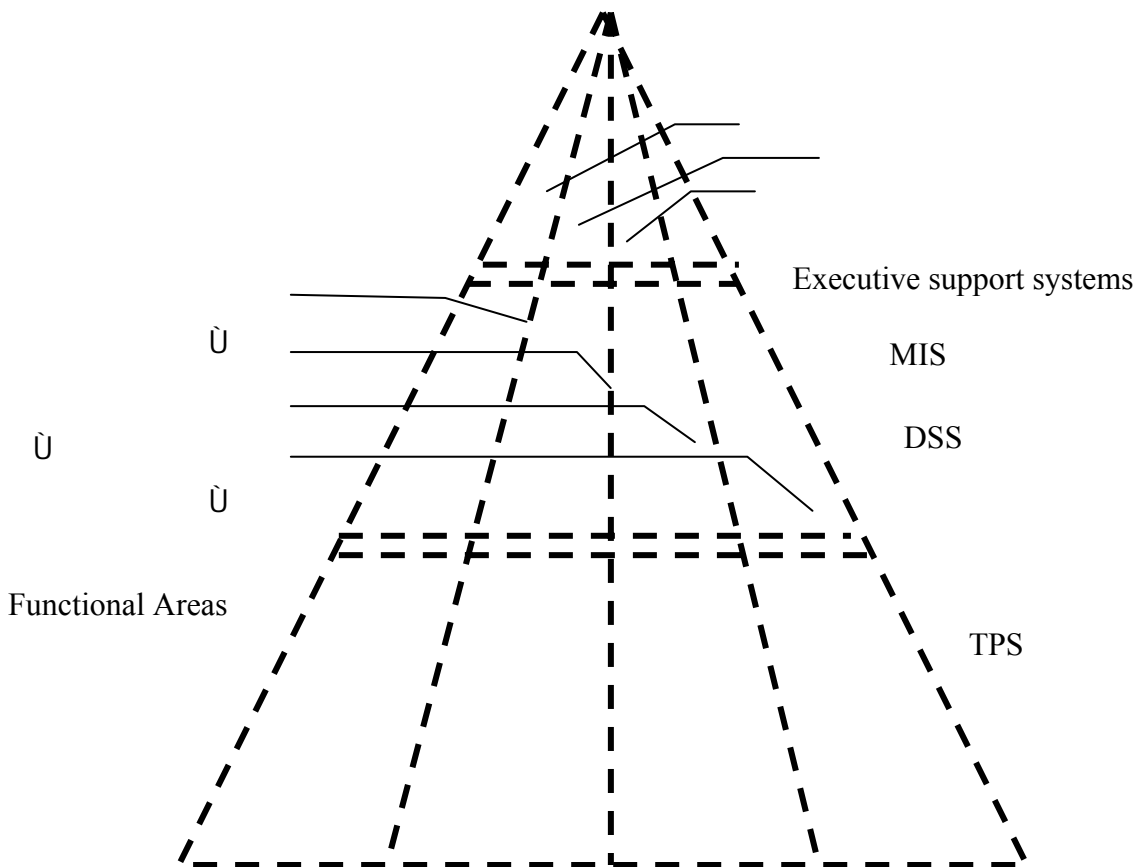 Executive support systems
Ù
MIS
DSS
Ù
Ù
Functional Areas
TPS